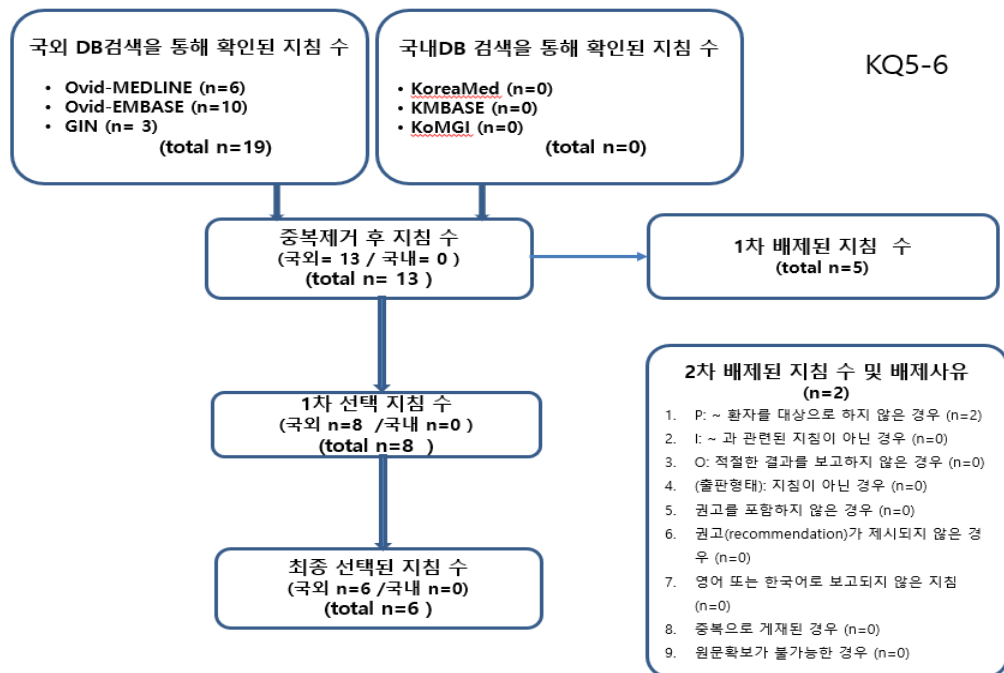 국외 DB검색을 통해 확인된 지침 수
• Ovid-MEDLINE (n=6)
• Ovid-EMBASE (n=10)
• GIN (n= 3)
(total n=19)
국내DB 검색을 통해 확인된 지침 수
• KoreaMed (n=0)
• KMBASE (n=0)
• KoMGI (n=0)
(total n=0)
KQ5-6
중복제거 후 지침 수
(국외= 13 / 국내= 0 )
(total n= 13 )
1차 배제된 지침 수
(total n=5)
1차 선택 지침 수
(국외 n=8 /국내 n=0 )
(total n=8 )
2차 배제된 지침 수 및 배제사유
(n=2)
1. P: ~ 환자를 대상으로 하지 않은 경우 (n=2)
2. I: ~ 과 관련된 지침이 아닌 경우 (n=0)
3. O: 적절한 결과를 보고하지 않은 경우 (n=0)
4. (출판형태): 지침이 아닌 경우 (n=0)
5. 권고를 포함하지 않은 경우 (n=0)
6. 권고(recommendation)가 제시되지 않은 경
우 (n=0)
7. 영어 또는 한국어로 보고되지 않은 지침
(n=0)
8. 중복으로 게재된 경우 (n=0)
9. 원문확보가 불가능한 경우 (n=0)
최종 선택된 지침 수
(국외 n=6 /국내 n=0)
(total n=6 )